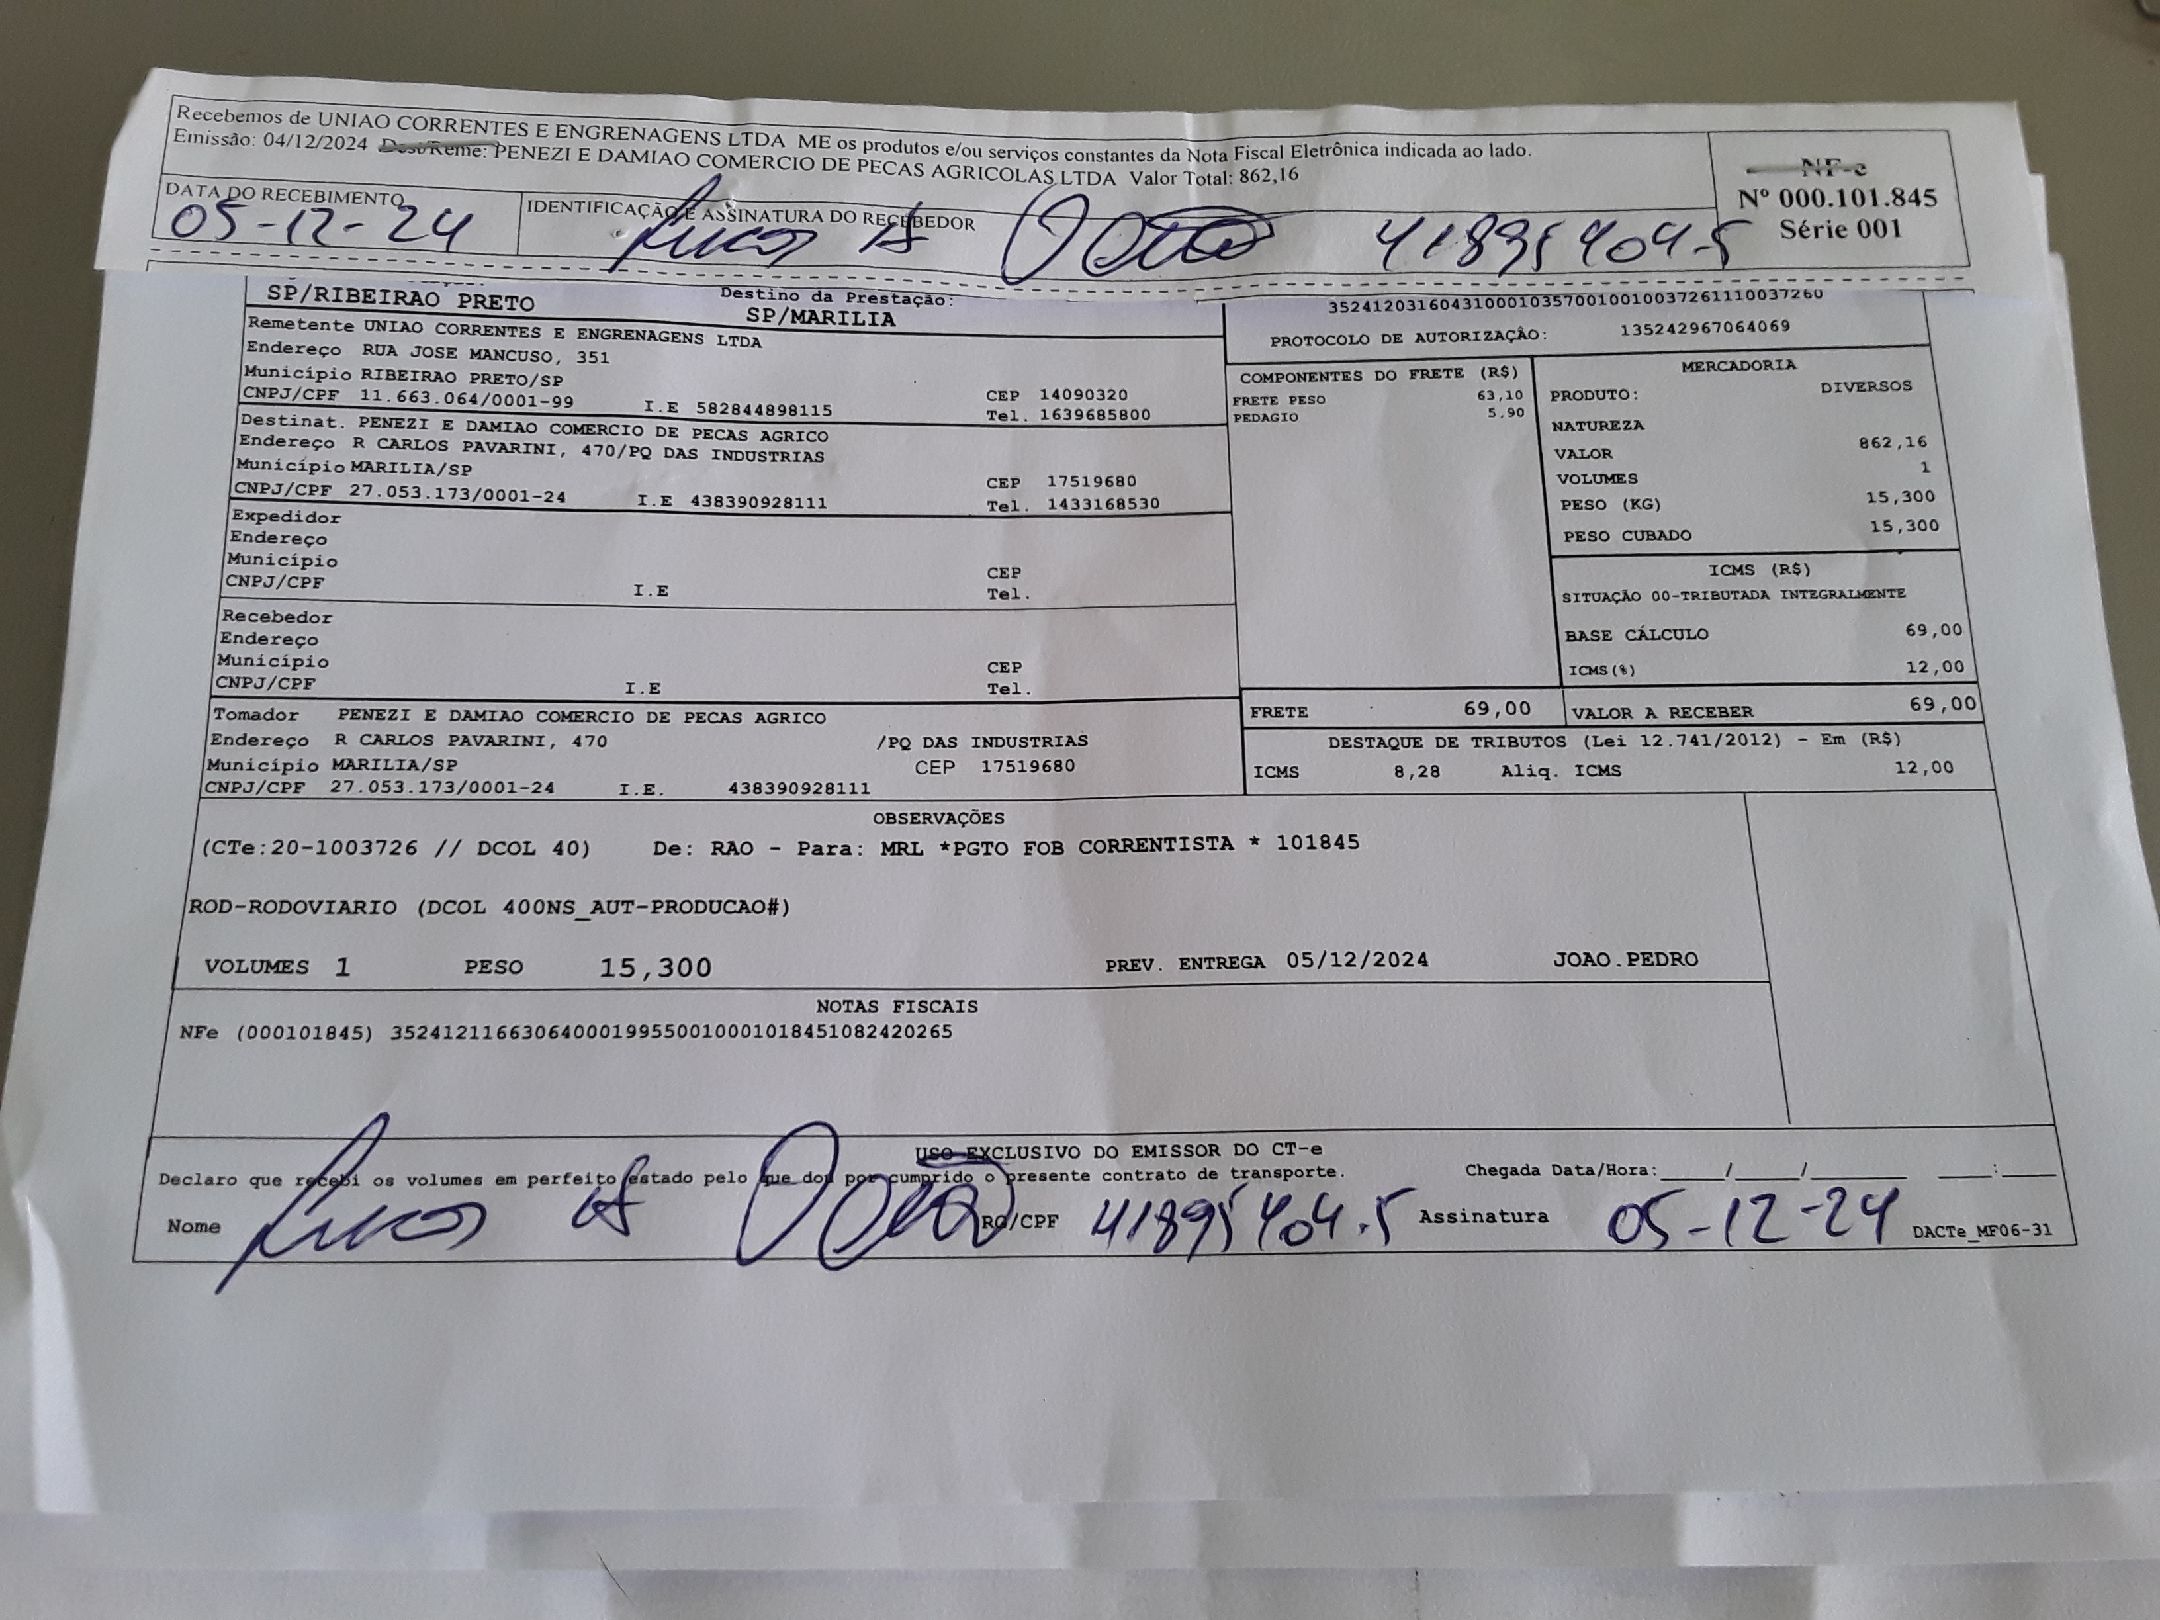 Recebemos de UNIAO CORRENTES E ENGRENAGENS LTDA ME os produtos e/ou serviços constantes da Nota Fiscal Eletrônica indicada ao lado.
Emissão: 04/12/2024 Dest/Reme: PENEZI E DAMIAO COMERCIO DE PECAS AGRICOLAS LTDA Valor Total: 862,16
NF-e
Nº 000.101.845
Série 001
DATA DO RECEBIMENTO
IDENTIFICAÇÃO E ASSINATURA DO RECEBEDOR
05-12-24
Lucas 41895404-5
SP/RIBEIRAO PRETO
Destino da Prestação:
SP/MARILIA
35241203160431000103570010010037261110037260
PROTOCOLO DE AUTORIZAÇÃO: 135242967064069
Remetente UNIAO CORRENTES E ENGRENAGENS LTDA
Endereço RUA JOSE MANCUSO, 351
Município RIBEIRAO PRETO/SP CEP 14090320
CNPJ/CPF 11.663.064/0001-99 I.E 582844898115 Tel. 1639685800
Destinat. PENEZI E DAMIAO COMERCIO DE PECAS AGRICO
Endereço R CARLOS PAVARINI, 470/PQ DAS INDUSTRIAS
Município MARILIA/SP CEP 17519680
CNPJ/CPF 27.053.173/0001-24 I.E 438390928111 Tel. 1433168530
Expedidor
Endereço
Município CEP
CNPJ/CPF I.E Tel.
Recebedor
Endereço
Município CEP
CNPJ/CPF I.E Tel.
Tomador PENEZI E DAMIAO COMERCIO DE PECAS AGRICO
Endereço R CARLOS PAVARINI, 470 /PQ DAS INDUSTRIAS
Município MARILIA/SP CEP 17519680
CNPJ/CPF 27.053.173/0001-24 I.E. 438390928111
COMPONENTES DO FRETE (R$)
FRETE PESO 63,10
PEDAGIO 5,90
MERCADORIA
PRODUTO: DIVERSOS
NATUREZA
VALOR 862,16
VOLUMES 1
PESO (KG) 15,300
PESO CUBADO 15,300
ICMS (R$)
SITUAÇÃO 00-TRIBUTADA INTEGRALMENTE
BASE CÁLCULO 69,00
ICMS(%) 12,00
FRETE 69,00 VALOR A RECEBER 69,00
DESTAQUE DE TRIBUTOS (Lei 12.741/2012) - Em (R$)
ICMS 8,28 Aliq. ICMS 12,00
OBSERVAÇÕES
(CTe:20-1003726 // DCOL 40) De: RAO - Para: MRL *PGTO FOB CORRENTISTA * 101845
ROD-RODOVIARIO (DCOL 400NS_AUT-PRODUCAO#)
VOLUMES 1 PESO 15,300 PREV. ENTREGA 05/12/2024 JOAO.PEDRO
NOTAS FISCAIS
NFe (000101845) 35241211663064000199550010001018451082420265
USO EXCLUSIVO DO EMISSOR DO CT-e
Declaro que recebi os volumes em perfeito estado pelo que dou por cumprido o presente contrato de transporte. Chegada Data/Hora:____/____/______ ___:___
Nome Lucas RG/CPF 41895404-5 Assinatura 05-12-24 DACTe_MF06-31